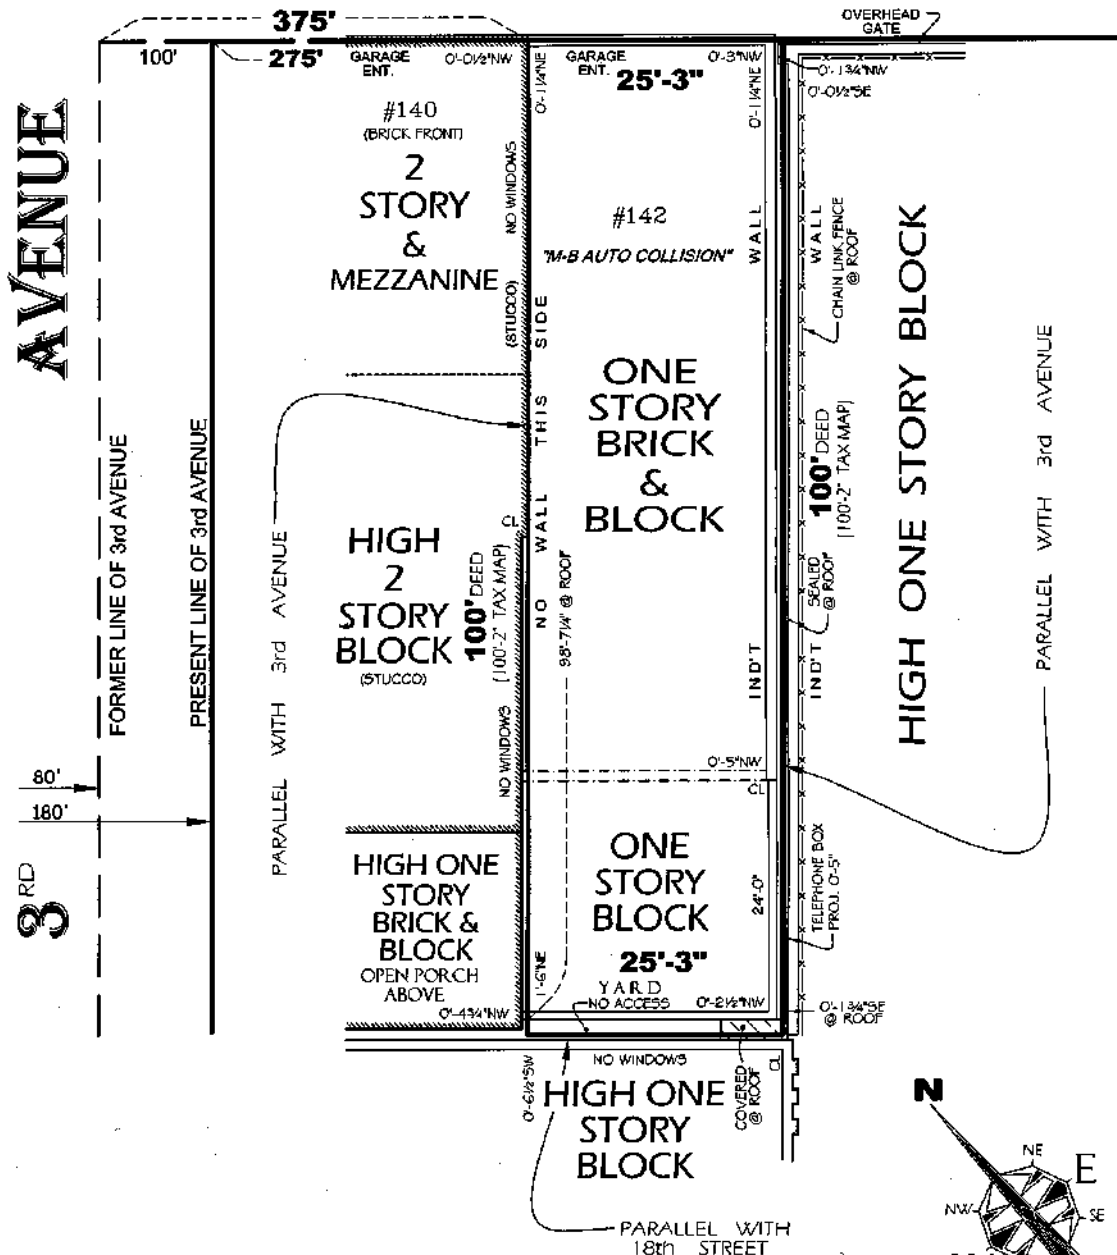 375'
OVERHEAD
GATE
100'
275'
GARAGE
ENT.
0'-0½"NW
0'-1¼"NE
GARAGE
ENT.
25'-3"
0'-3"NW
0'-1¼"NE
0'-1¾"NW
0'-0½"SE
AVENUE
3RD
#140
(BRICK FRONT)
2
STORY
&
MEZZANINE
NO WINDOWS
(STUCCO)
#142
"M-B AUTO COLLISION"
WALL
WALL
CHAIN LINK FENCE
@ ROOF
HIGH ONE STORY BLOCK
NO WALL THIS SIDE
ONE
STORY
BRICK
&
BLOCK
FORMER LINE OF 3rd AVENUE
PRESENT LINE OF 3rd AVENUE
PARALLEL WITH 3rd AVENUE
PARALLEL WITH 3rd AVENUE
100' DEED
[100'-2" TAX MAP]
CL
HIGH
2
STORY
BLOCK
(STUCCO)
100' DEED
[100'-2" TAX MAP]
98'-7¼" @ ROOF
SEALED
@ ROOF
IND'T
IND'T
NO WINDOWS
80'
180'
0'-5"NW
CL
HIGH ONE
STORY
BRICK &
BLOCK
OPEN PORCH
ABOVE
0'-4¾"NW
ONE
STORY
BLOCK
25'-3"
24'-0"
TELEPHONE BOX
PROJ. 0'-5"
1'-6"NE
YARD
NO ACCESS
0'-2½"NW
0'-1¾"SE
@ ROOF
NO WINDOWS
0'-6½"SW
CL
COVERED
@ ROOF
HIGH ONE
STORY
BLOCK
PARALLEL WITH
18th STREET
N
NE
E
NW
SE